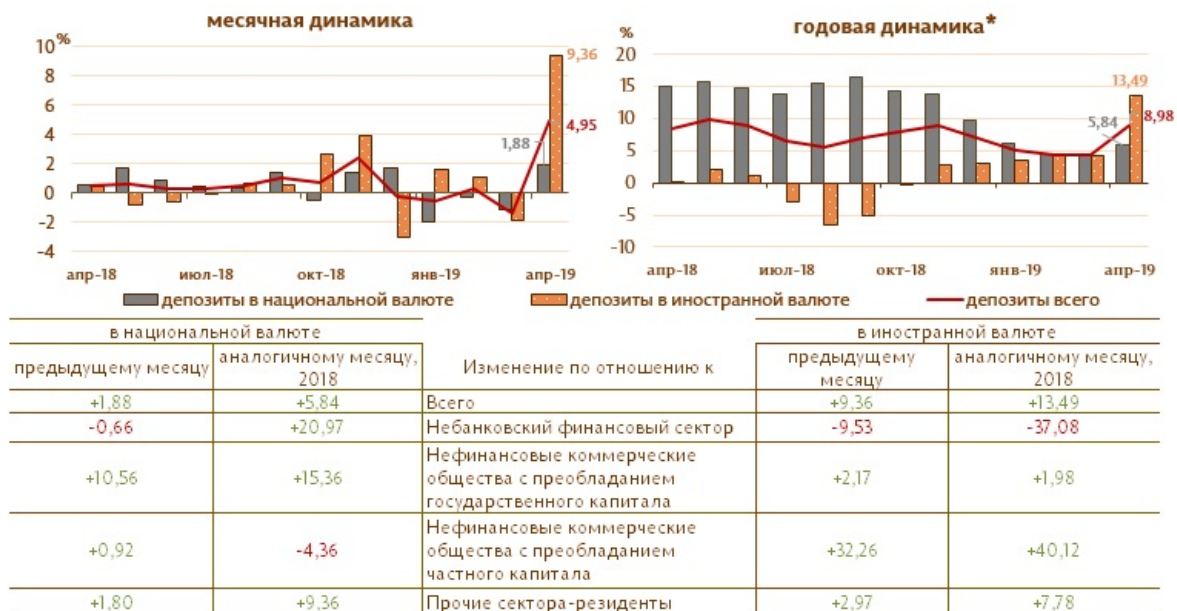 месячная динамика
годовая динамика*
10%
8
6
4
2
0
-2
-4
9,36
4,95
1,88
апр-18
июл-18
окт-18
янв-19
апр-19
%
20
15
10
5
0
-5
-10
13,49
8,98
5,84
апр-18
июл-18
окт-18
янв-19
апр-19
депозиты в национальной валюте
депозиты в иностранной валюте
депозиты всего
в национальной валюте
в иностранной валюте
предыдущему месяцу
аналогичному месяцу,
2018
Изменение по отношению к
предыдущему
месяцу
аналогичному месяцу,
2018
+1,88 +5,84 Всего +9,36 +13,49
-0,66 +20,97 Небанковский финансовый сектор -9,53 -37,08
Нефинансовые коммерческие
+10,56 +15,36 общества с преобладанием +2,17 +1,98
государственного капитала
Нефинансовые коммерческие
+0,92 -4,36 общества с преобладанием +32,26 +40,12
частного капитала
+1,80 +9,36 Прочие сектора-резиденты +2,97 +7,78